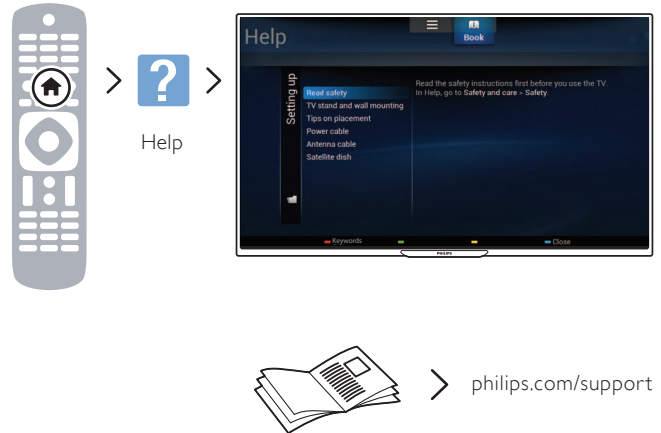 Help
Help
Book
Setting up
Read safety
TV stand and wall mounting
Tips on placement
Power cable
Antenna cable
Satellite dish
Read the safety instructions first before you use the TV.
In Help, go to Safety and care > Safety.
Keywords
Close
PHILIPS
philips.com/support